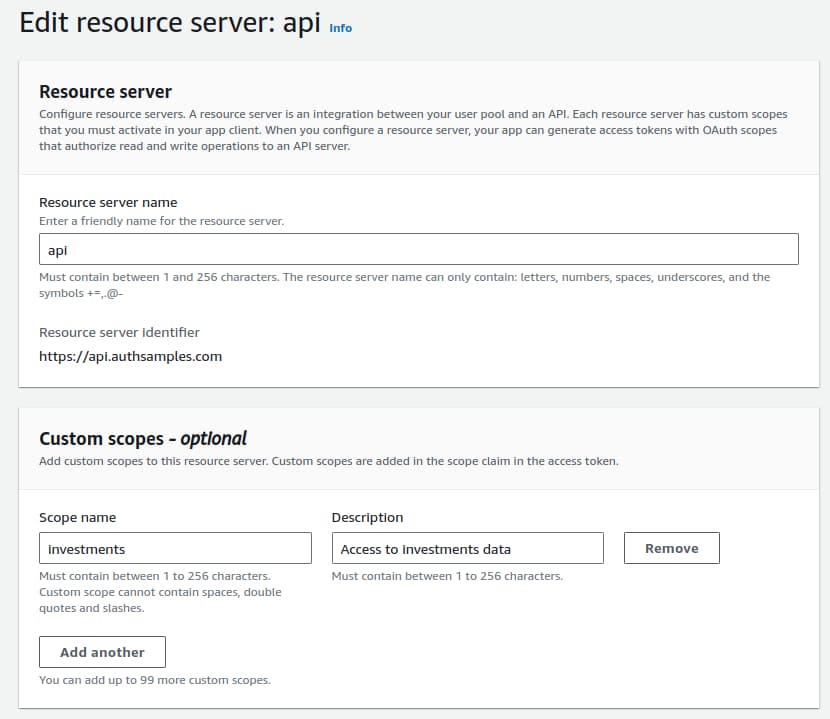 Edit resource server: api Info
Resource server
Configure resource servers. A resource server is an integration between your user pool and an API. Each resource server has custom scopes
that you must activate in your app client. When you configure a resource server, your app can generate access tokens with OAuth scopes
that authorize read and write operations to an API server.
Resource server name
Enter a friendly name for the resource server.
api
Must contain between 1 and 256 characters. The resource server name can only contain: letters, numbers, spaces, underscores, and the
symbols +=,.@-
Resource server identifier
https://api.authsamples.com
Custom scopes - optional
Add custom scopes to this resource server. Custom scopes are added in the scope claim in the access token.
Scope name Description
investments Access to investments data Remove
Must contain between 1 to 256 characters. Must contain between 1 to 256 characters.
Custom scope cannot contain spaces, double
quotes and slashes.
Add another
You can add up to 99 more custom scopes.